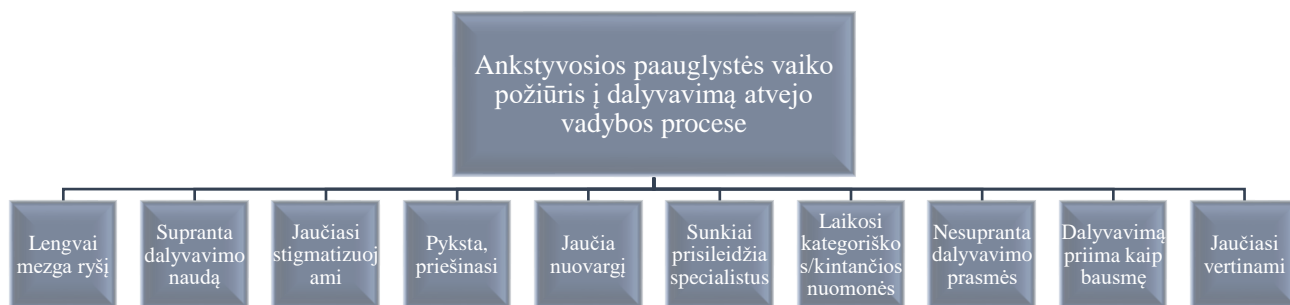 Ankstyvosios paauglystės vaiko
požiūris į dalyvavimą atvejo
vadybos procese
Lengvai
mezga ryšį
Supranta
dalyvavimo
naudą
Jaučiasi
stigmatizuoj
ami
Pyksta,
priešinasi
Jaučia
nuovargį
Sunkiai
prisileidžia
specialistus
Laikosi
kategoriško
s/kintančios
nuomonės
Nesupranta
dalyvavimo
prasmės
Dalyvavimą
priima kaip
bausmę
Jaučiasi
vertinami